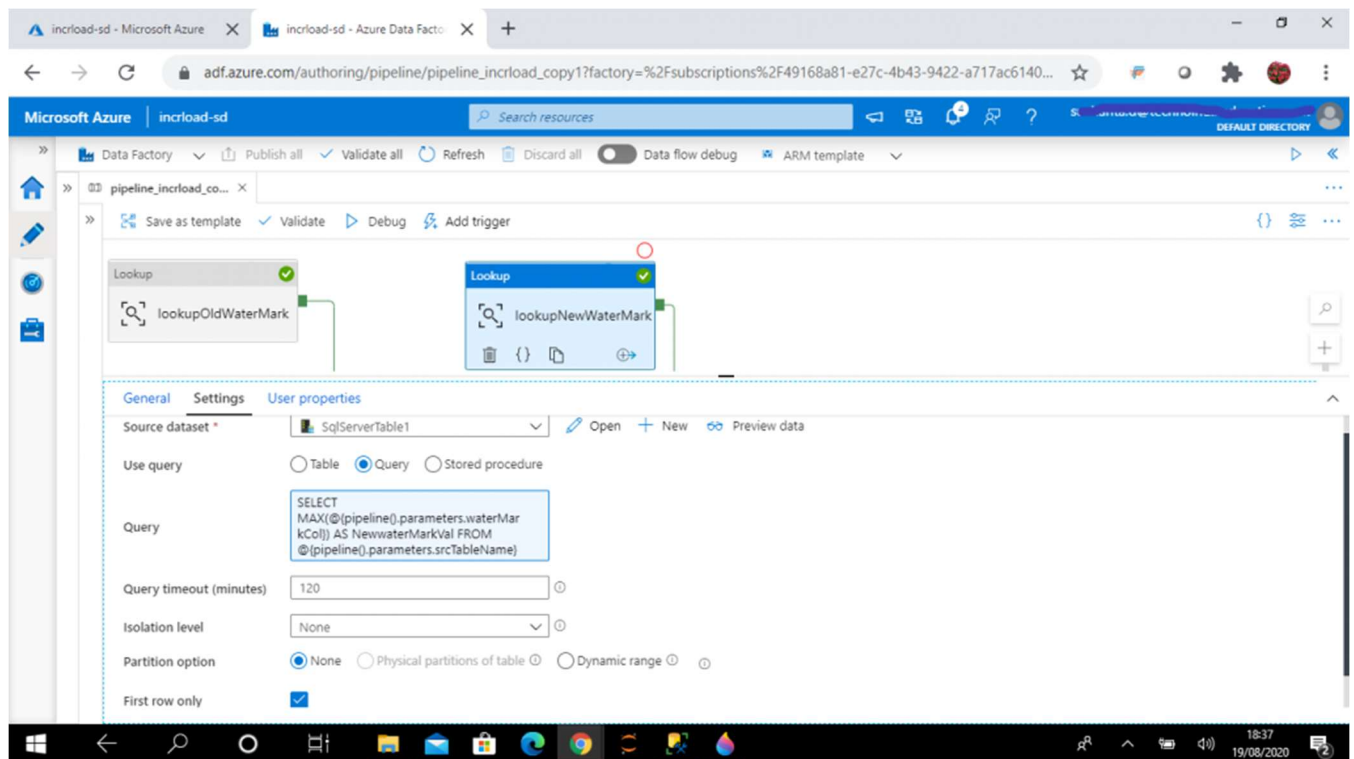 incrload-sd - Microsoft Azure
incrload-sd - Azure Data Facto
adf.azure.com/authoring/pipeline/pipeline_incrload_copy1?factory=%2Fsubscriptions%2F49168a81-e27c-4b43-9422-a717ac6140...
Microsoft Azure incrload-sd Search resources 4 DEFAULT DIRECTORY
Data Factory Publish all Validate all Refresh Discard all Data flow debug ARM template
pipeline_incrload_co...
Save as template Validate Debug Add trigger
Lookup Lookup
lookupOldWaterMark lookupNewWaterMark
General Settings User properties
Source dataset * SqlServerTable1 Open New Preview data
Use query Table Query Stored procedure
Query
SELECT
MAX(@{pipeline().parameters.waterMar
kCol}) AS NewwaterMarkVal FROM
@{pipeline().parameters.srcTableName}
Query timeout (minutes) 120
Isolation level None
Partition option None Physical partitions of table Dynamic range
First row only
18:37
19/08/2020 2